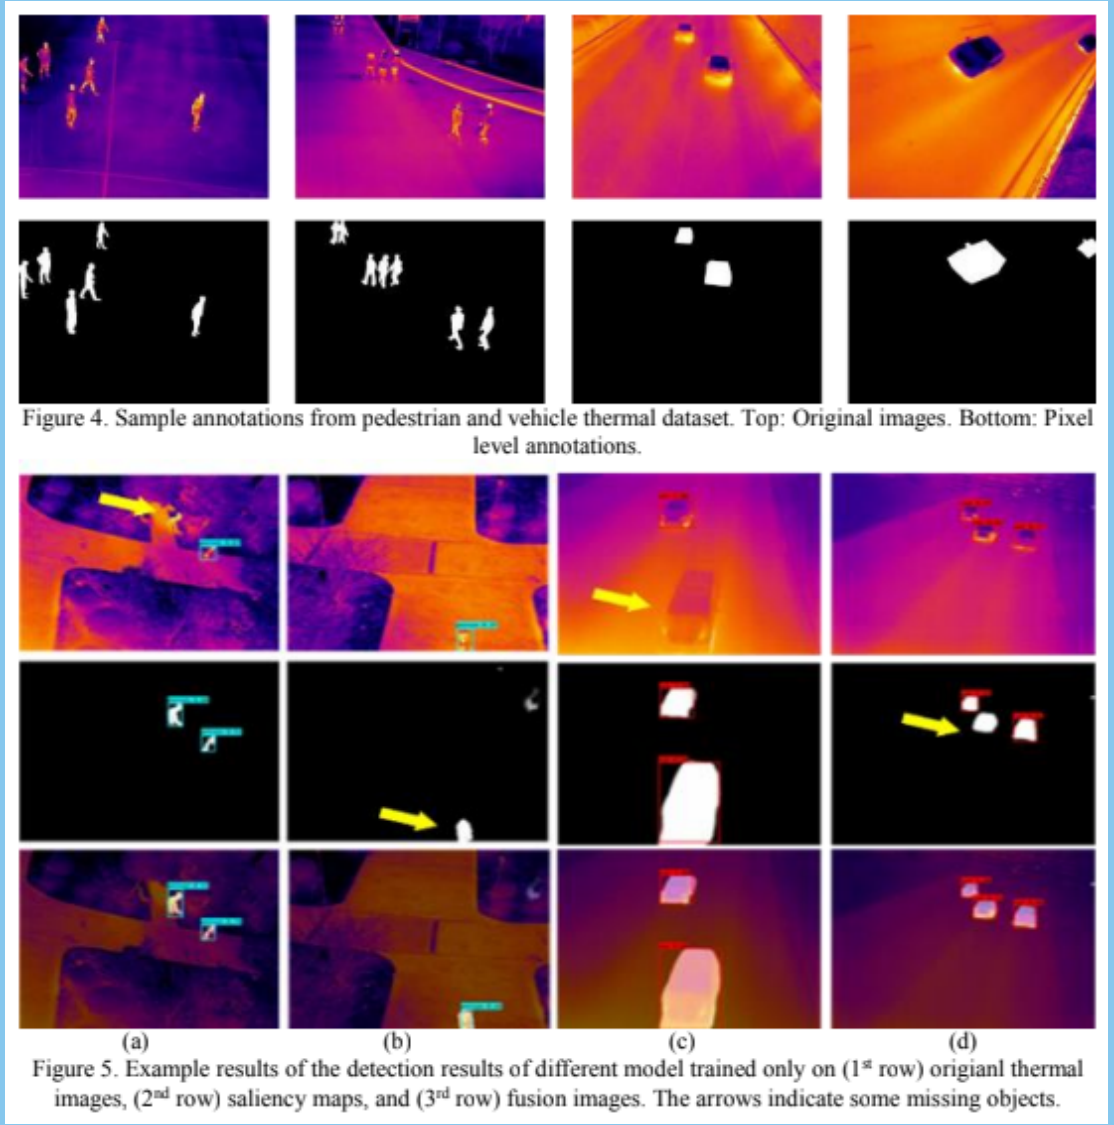 Figure 4. Sample annotations from pedestrian and vehicle thermal dataset. Top: Original images. Bottom: Pixel
level annotations.
(a) (b) (c) (d)
Figure 5. Example results of the detection results of different model trained only on (1st row) origianl thermal
images, (2nd row) saliency maps, and (3rd row) fusion images. The arrows indicate some missing objects.